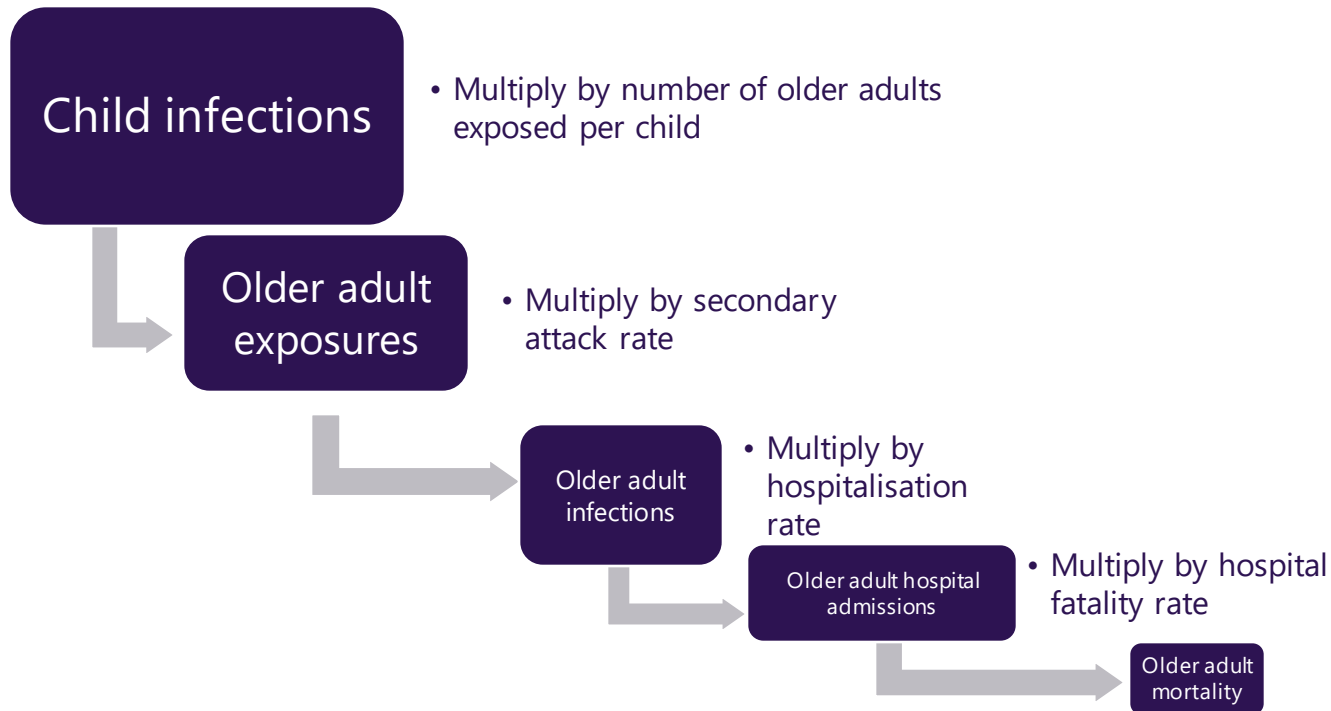 Child infections
• Multiply by number of older adults
exposed per child
Older adult
exposures
• Multiply by secondary
attack rate
Older adult
infections
• Multiply by
hospitalisation
rate
Older adult hospital
admissions
• Multiply by hospital
fatality rate
Older adult
mortality